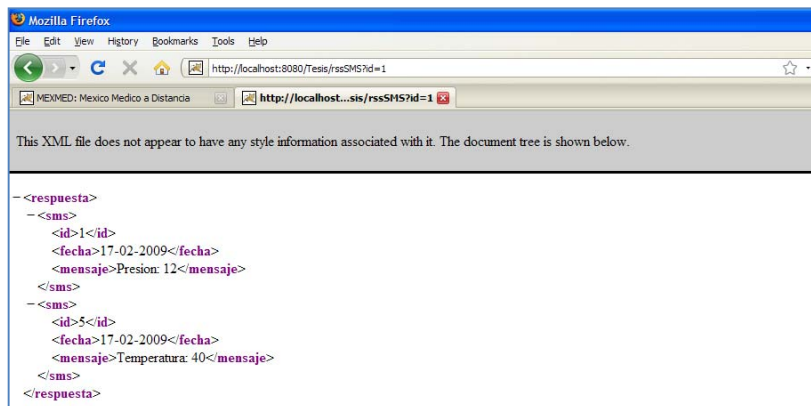 Mozilla Firefox
File Edit View History Bookmarks Tools Help
http://localhost:8080/Tesis/rssSMS?id=1
MEXMED: Mexico Medico a Distancia http://localhost...sis/rssSMS?id=1
This XML file does not appear to have any style information associated with it. The document tree is shown below.
−<respuesta>
−<sms>
<id>1</id>
<fecha>17-02-2009</fecha>
<mensaje>Presion: 12</mensaje>
</sms>
−<sms>
<id>5</id>
<fecha>17-02-2009</fecha>
<mensaje>Temperatura: 40</mensaje>
</sms>
</respuesta>